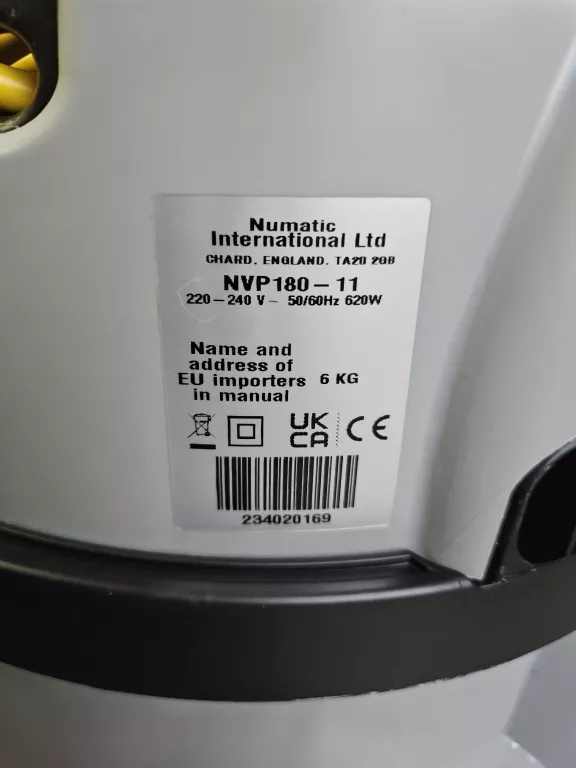 Numatic
International Ltd
CHARD, ENGLAND. TA20 2GB
NVP180-11
220-240 V ~ 50/60Hz 620W
Name and
address of
EU importers 6 KG
in manual
UK
CA CE
234020169